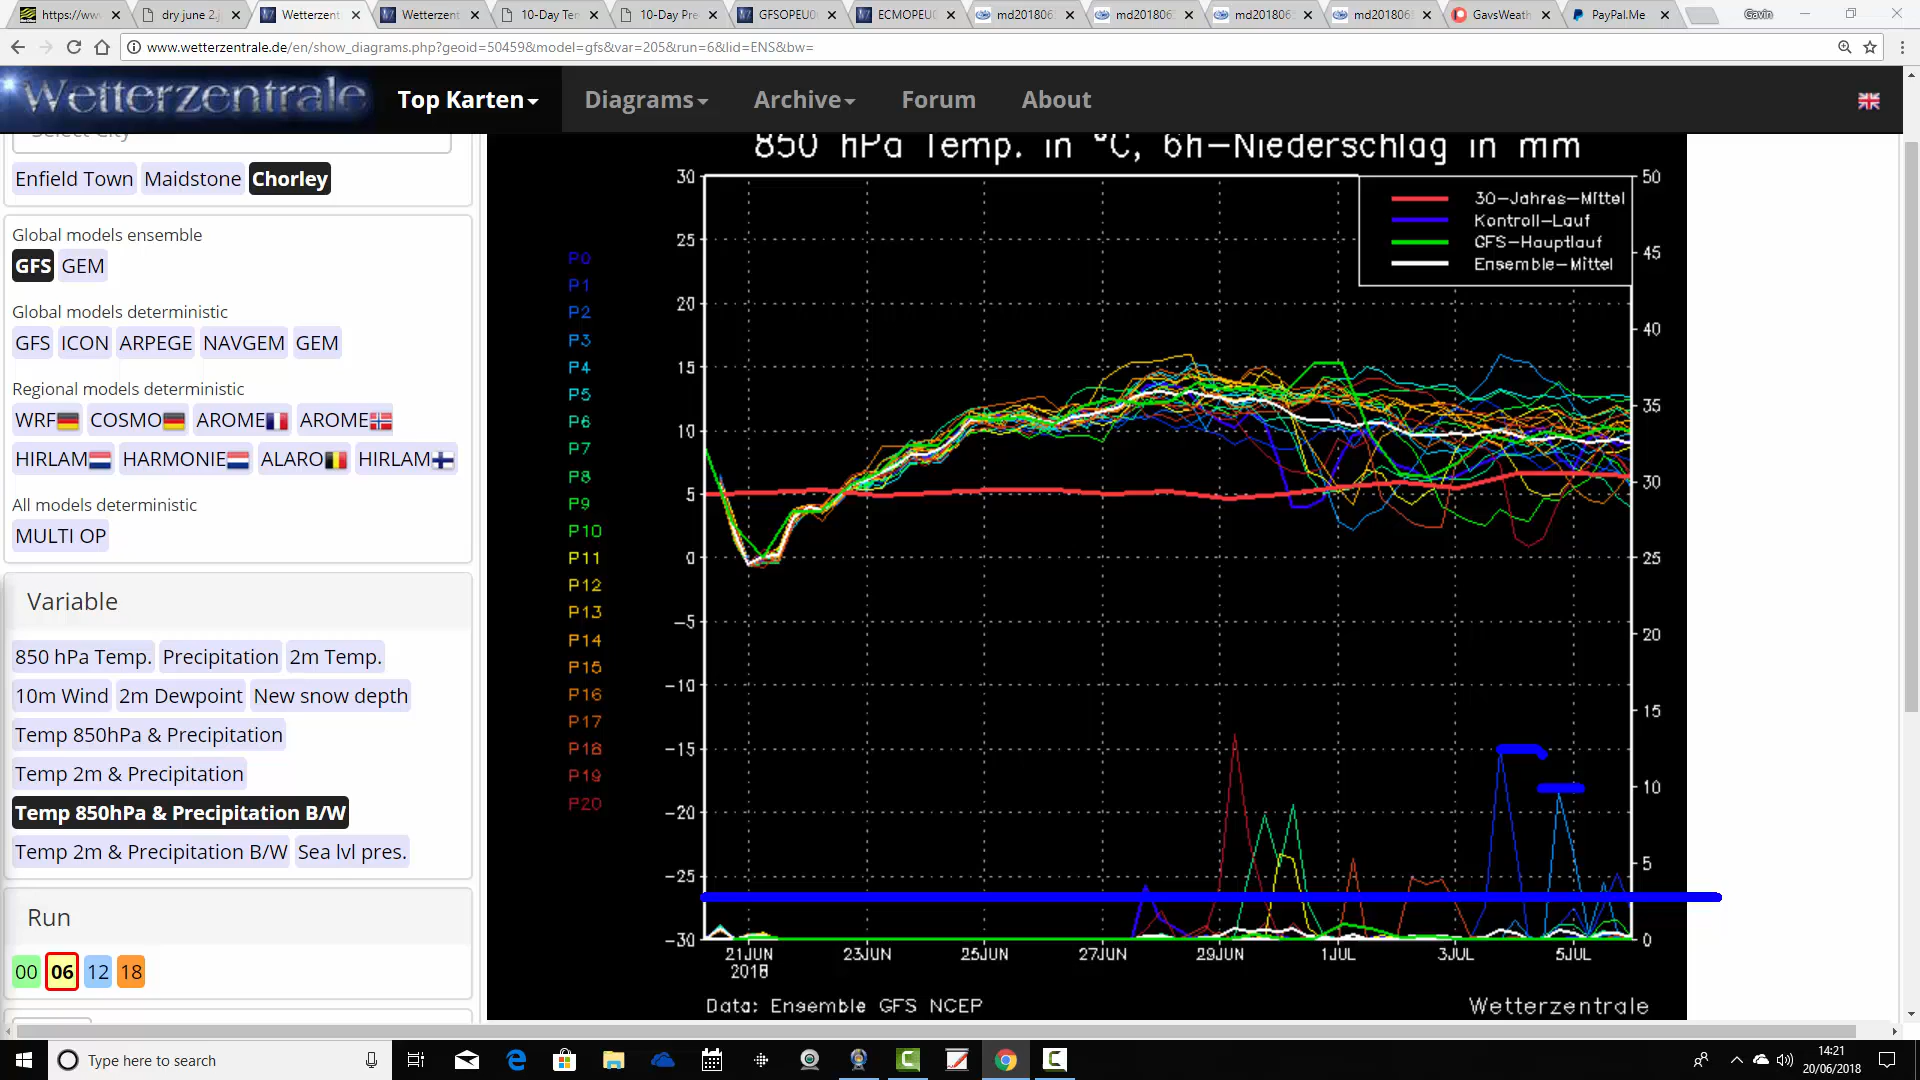 https://ww
dry june 2.j
Wetterzent
Wetterzent
10-Day Ten
10-Day Pre
GFSOPEU0
ECMOPEU0
md201806
md201806
md201806
md201806
GavsWeath
PayPal.Me
Gavin
www.wetterzentrale.de/en/show_diagrams.php?geoid=50459&model=gfs&var=205&run=6&lid=ENS&bw=
Wetterzentrale
Top Karten
Diagrams
Archive
Forum
About
Select City
Enfield Town Maidstone Chorley
Global models ensemble
GFS GEM
Global models deterministic
GFS ICON ARPEGE NAVGEM GEM
Regional models deterministic
WRF COSMO AROME AROME
HIRLAM HARMONIE ALARO HIRLAM
All models deterministic
MULTI OP
Variable
850 hPa Temp. Precipitation 2m Temp.
10m Wind 2m Dewpoint New snow depth
Temp 850hPa & Precipitation
Temp 2m & Precipitation
Temp 850hPa & Precipitation B/W
Temp 2m & Precipitation B/W Sea lvl pres.
Run
00 06 12 18
850 hPa Temp. in °C, 6h-Niederschlag in mm
30-Jahres-Mittel
Kontroll-Lauf
GFS-Hauptlauf
Ensemble-Mittel
P0
P1
P2
P3
P4
P5
P6
P7
P8
P9
P10
P11
P12
P13
P14
P15
P16
P17
P18
P19
P20
30
25
20
15
10
5
0
-5
-10
-15
-20
-25
-30
50
45
40
35
30
25
20
15
10
5
0
21JUN 23JUN 25JUN 27JUN 29JUN 1JUL 3JUL 5JUL
2018
Data: Ensemble GFS NCEP
Wetterzentrale
Type here to search
14:21
20/06/2018